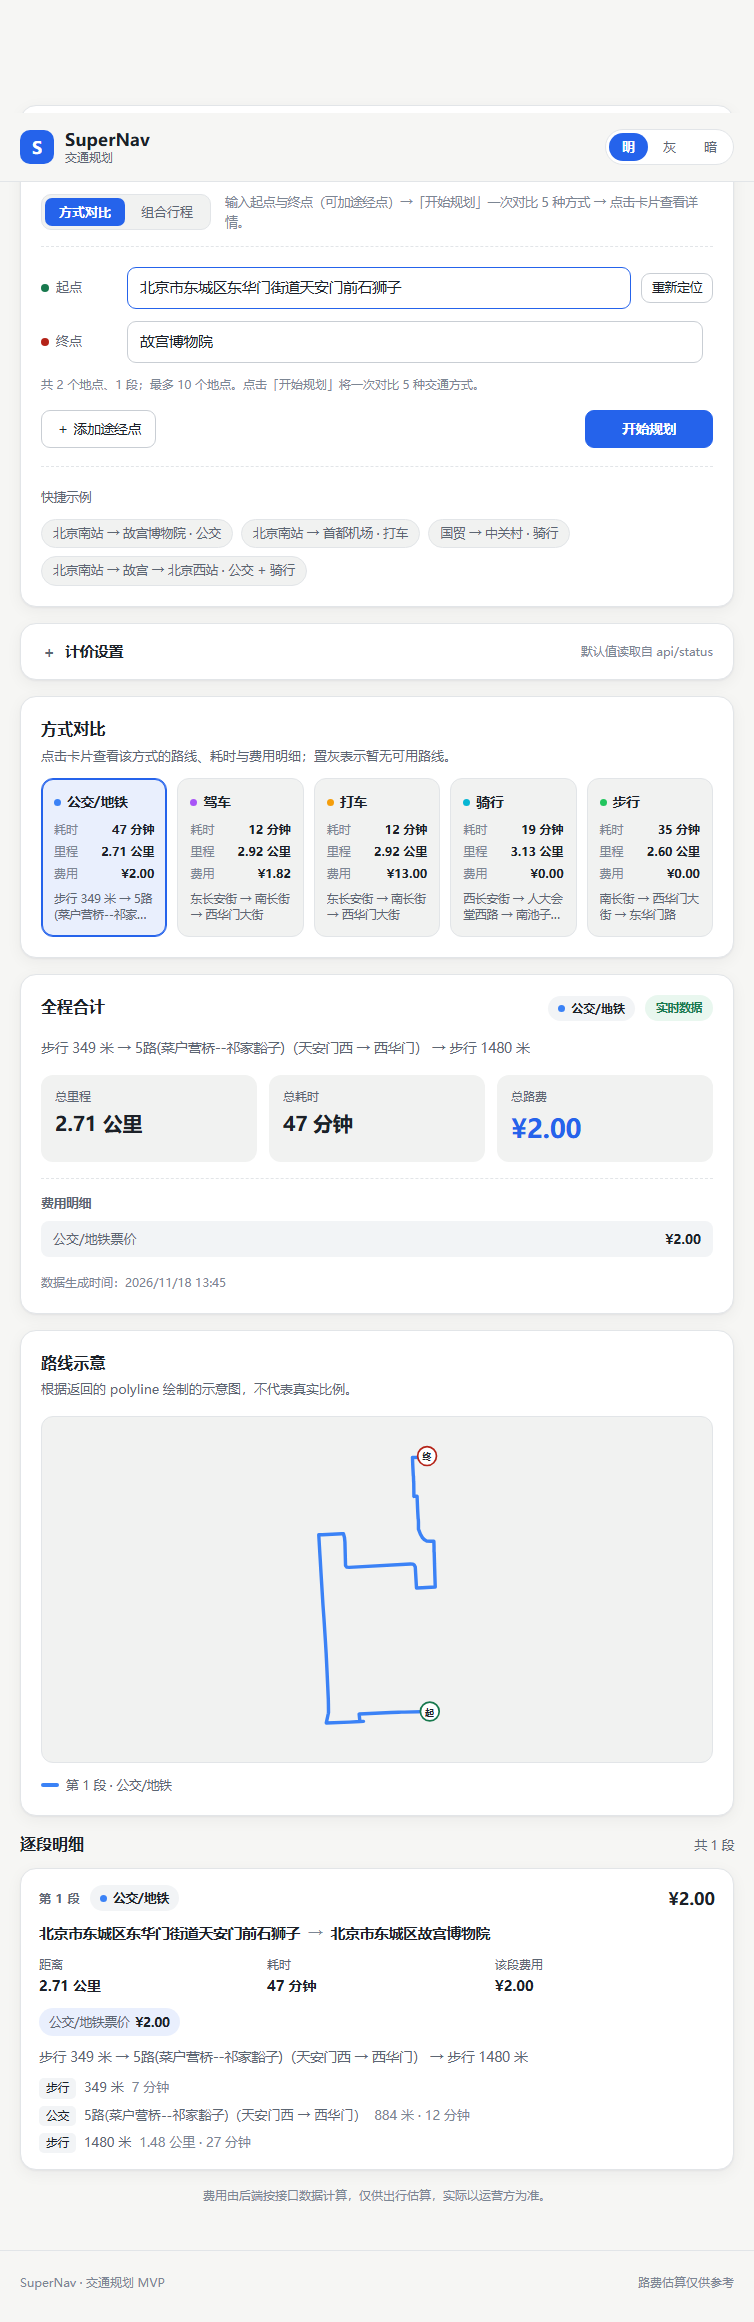 S
SuperNav
交通规划
明 灰 暗
方式对比 组合行程
输入起点与终点（可加途经点）→「开始规划」一次对比 5 种方式 → 点击卡片查看详
情。
起点 北京市东城区东华门街道天安门前石狮子 重新定位
终点 故宫博物院
共 2 个地点、1 段；最多 10 个地点。点击「开始规划」将一次对比 5 种交通方式。
+ 添加途经点 开始规划
快捷示例
北京南站 → 故宫博物院 · 公交 北京南站 → 首都机场 · 打车 国贸 → 中关村 · 骑行
北京南站 → 故宫 → 北京西站 · 公交 + 骑行
+ 计价设置 默认值读取自 api/status
方式对比
点击卡片查看该方式的路线、耗时与费用明细；置灰表示暂无可用路线。
公交/地铁
耗时 47 分钟
里程 2.71 公里
费用 ¥2.00
步行 349 米 → 5路
(菜户营桥--祁家...
驾车
耗时 12 分钟
里程 2.92 公里
费用 ¥1.82
东长安街 → 南长街
→ 西华门大街
打车
耗时 12 分钟
里程 2.92 公里
费用 ¥13.00
东长安街 → 南长街
→ 西华门大街
骑行
耗时 19 分钟
里程 3.13 公里
费用 ¥0.00
西长安街 → 人大会
堂西路 → 南池子...
步行
耗时 35 分钟
里程 2.60 公里
费用 ¥0.00
南长街 → 西华门大
街 → 东华门路
全程合计 公交/地铁 实时数据
步行 349 米 → 5路(菜户营桥--祁家豁子)（天安门西 → 西华门） → 步行 1480 米
总里程
2.71 公里
总耗时
47 分钟
总路费
¥2.00
费用明细
公交/地铁票价 ¥2.00
数据生成时间：2026/11/18 13:45
路线示意
根据返回的 polyline 绘制的示意图，不代表真实比例。
终
起
第 1 段 · 公交/地铁
逐段明细 共 1 段
第 1 段 公交/地铁 ¥2.00
北京市东城区东华门街道天安门前石狮子 → 北京市东城区故宫博物院
距离 耗时 该段费用
2.71 公里 47 分钟 ¥2.00
公交/地铁票价 ¥2.00
步行 349 米 → 5路(菜户营桥--祁家豁子)（天安门西 → 西华门） → 步行 1480 米
步行 349 米 7 分钟
公交 5路(菜户营桥--祁家豁子)（天安门西 → 西华门） 884 米 · 12 分钟
步行 1480 米 1.48 公里 · 27 分钟
费用由后端按接口数据计算，仅供出行估算，实际以运营方为准。
SuperNav · 交通规划 MVP 路费估算仅供参考